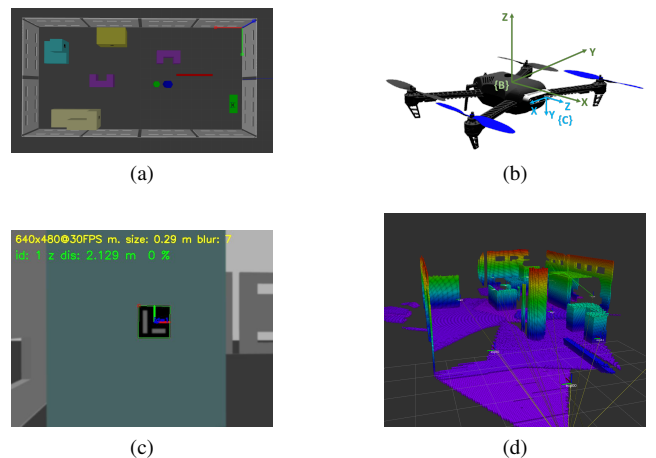 Z
Y
{B}
X
X
Z
Y
{C}
(a)
(b)
640x480@30FPS m. size: 0.29 m blur: 7
id: 1 z dis: 2.129 m 0 %
(c)
(d)